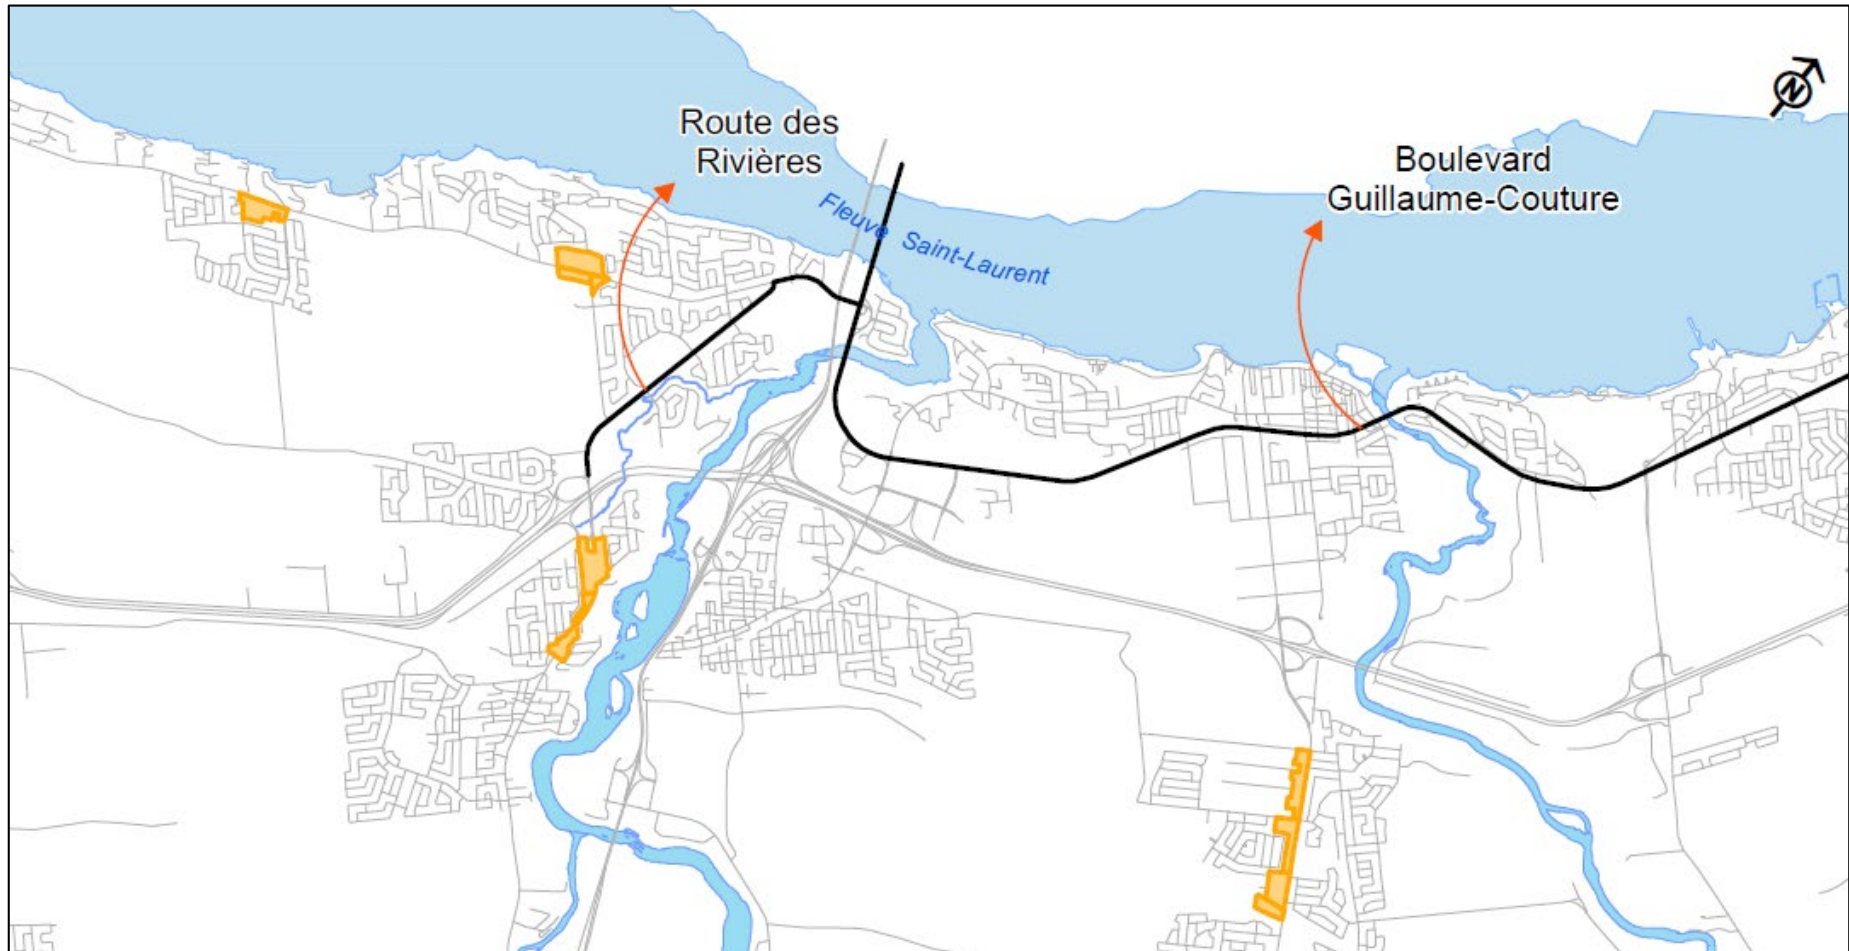 Route des
Rivières
Boulevard
Guillaume-Couture
Fleuve Saint-Laurent
N